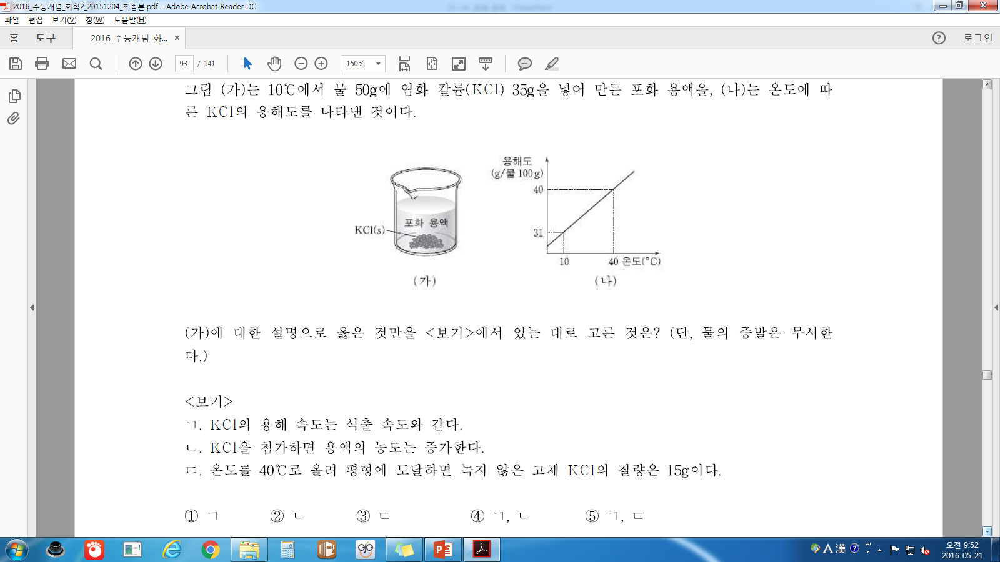 2016_수능개념_화학2_20151204_최종본.pdf - Adobe Acrobat Reader DC
파일 편집 보기(V) 창(W) 도움말(H)
홈 도구 2016_수능개념_화... × 로그인
93 / 141 150%
그림 (가)는 10℃에서 물 50g에 염화 칼륨(KCl) 35g을 넣어 만든 포화 용액을, (나)는 온도에 따
른 KCl의 용해도를 나타낸 것이다.
포화 용액
KCl(s)
(가)
용해도
(g/물 100g)
40
31
10 40 온도(°C)
(나)
(가)에 대한 설명으로 옳은 것만을 <보기>에서 있는 대로 고른 것은? (단, 물의 증발은 무시한
다.)
<보기>
ㄱ. KCl의 용해 속도는 석출 속도와 같다.
ㄴ. KCl을 첨가하면 용액의 농도는 증가한다.
ㄷ. 온도를 40℃로 올려 평형에 도달하면 녹지 않은 고체 KCl의 질량은 15g이다.
① ㄱ ② ㄴ ③ ㄷ ④ ㄱ, ㄴ ⑤ ㄱ, ㄷ
A 漢
오전 9:52
2016-05-21